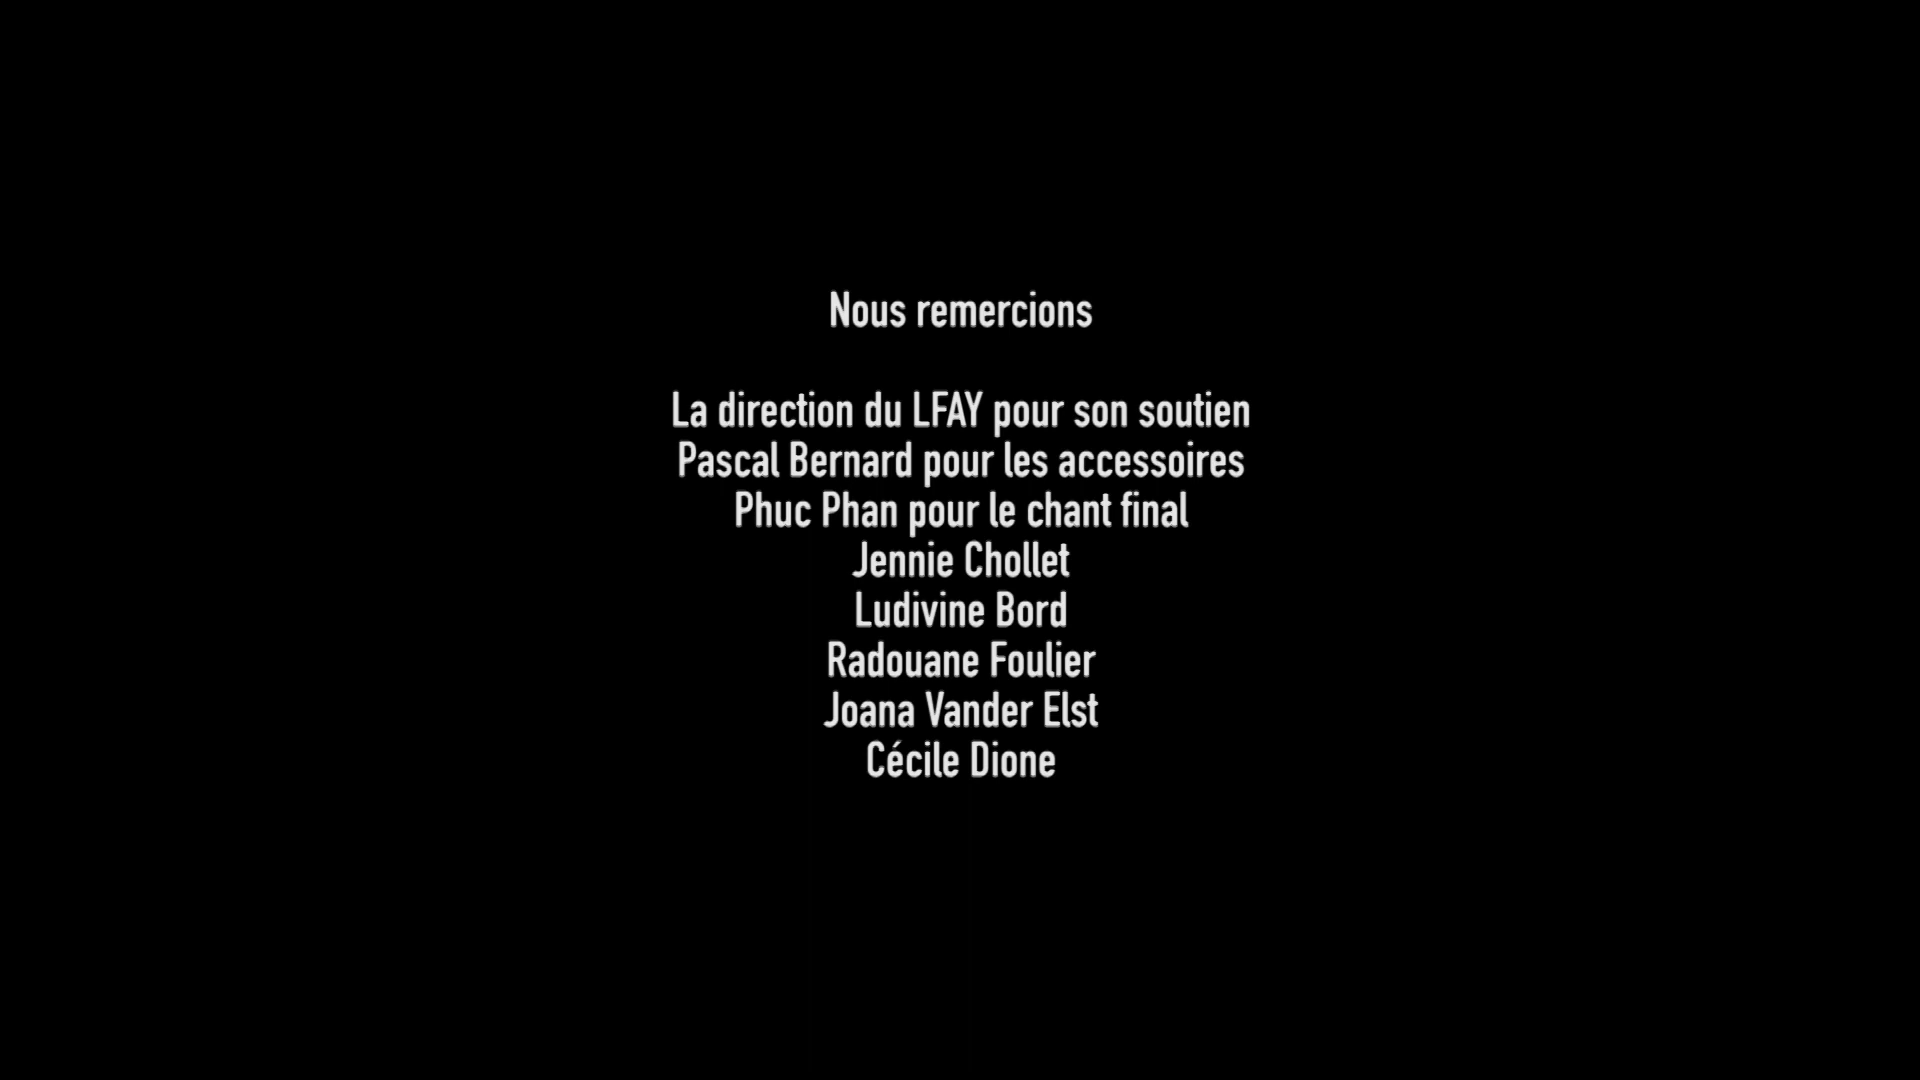 Nous remercions
La direction du LFAY pour son soutien
Pascal Bernard pour les accessoires
Phuc Phan pour le chant final
Jennie Chollet
Ludivine Bord
Radouane Foulier
Joana Vander Elst
Cécile Dione